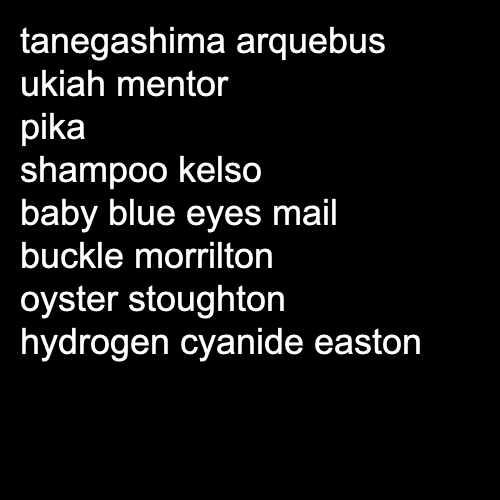 tanegashima arquebus
ukiah mentor
pika
shampoo kelso
baby blue eyes mail
buckle morrilton
oyster stoughton
hydrogen cyanide easton